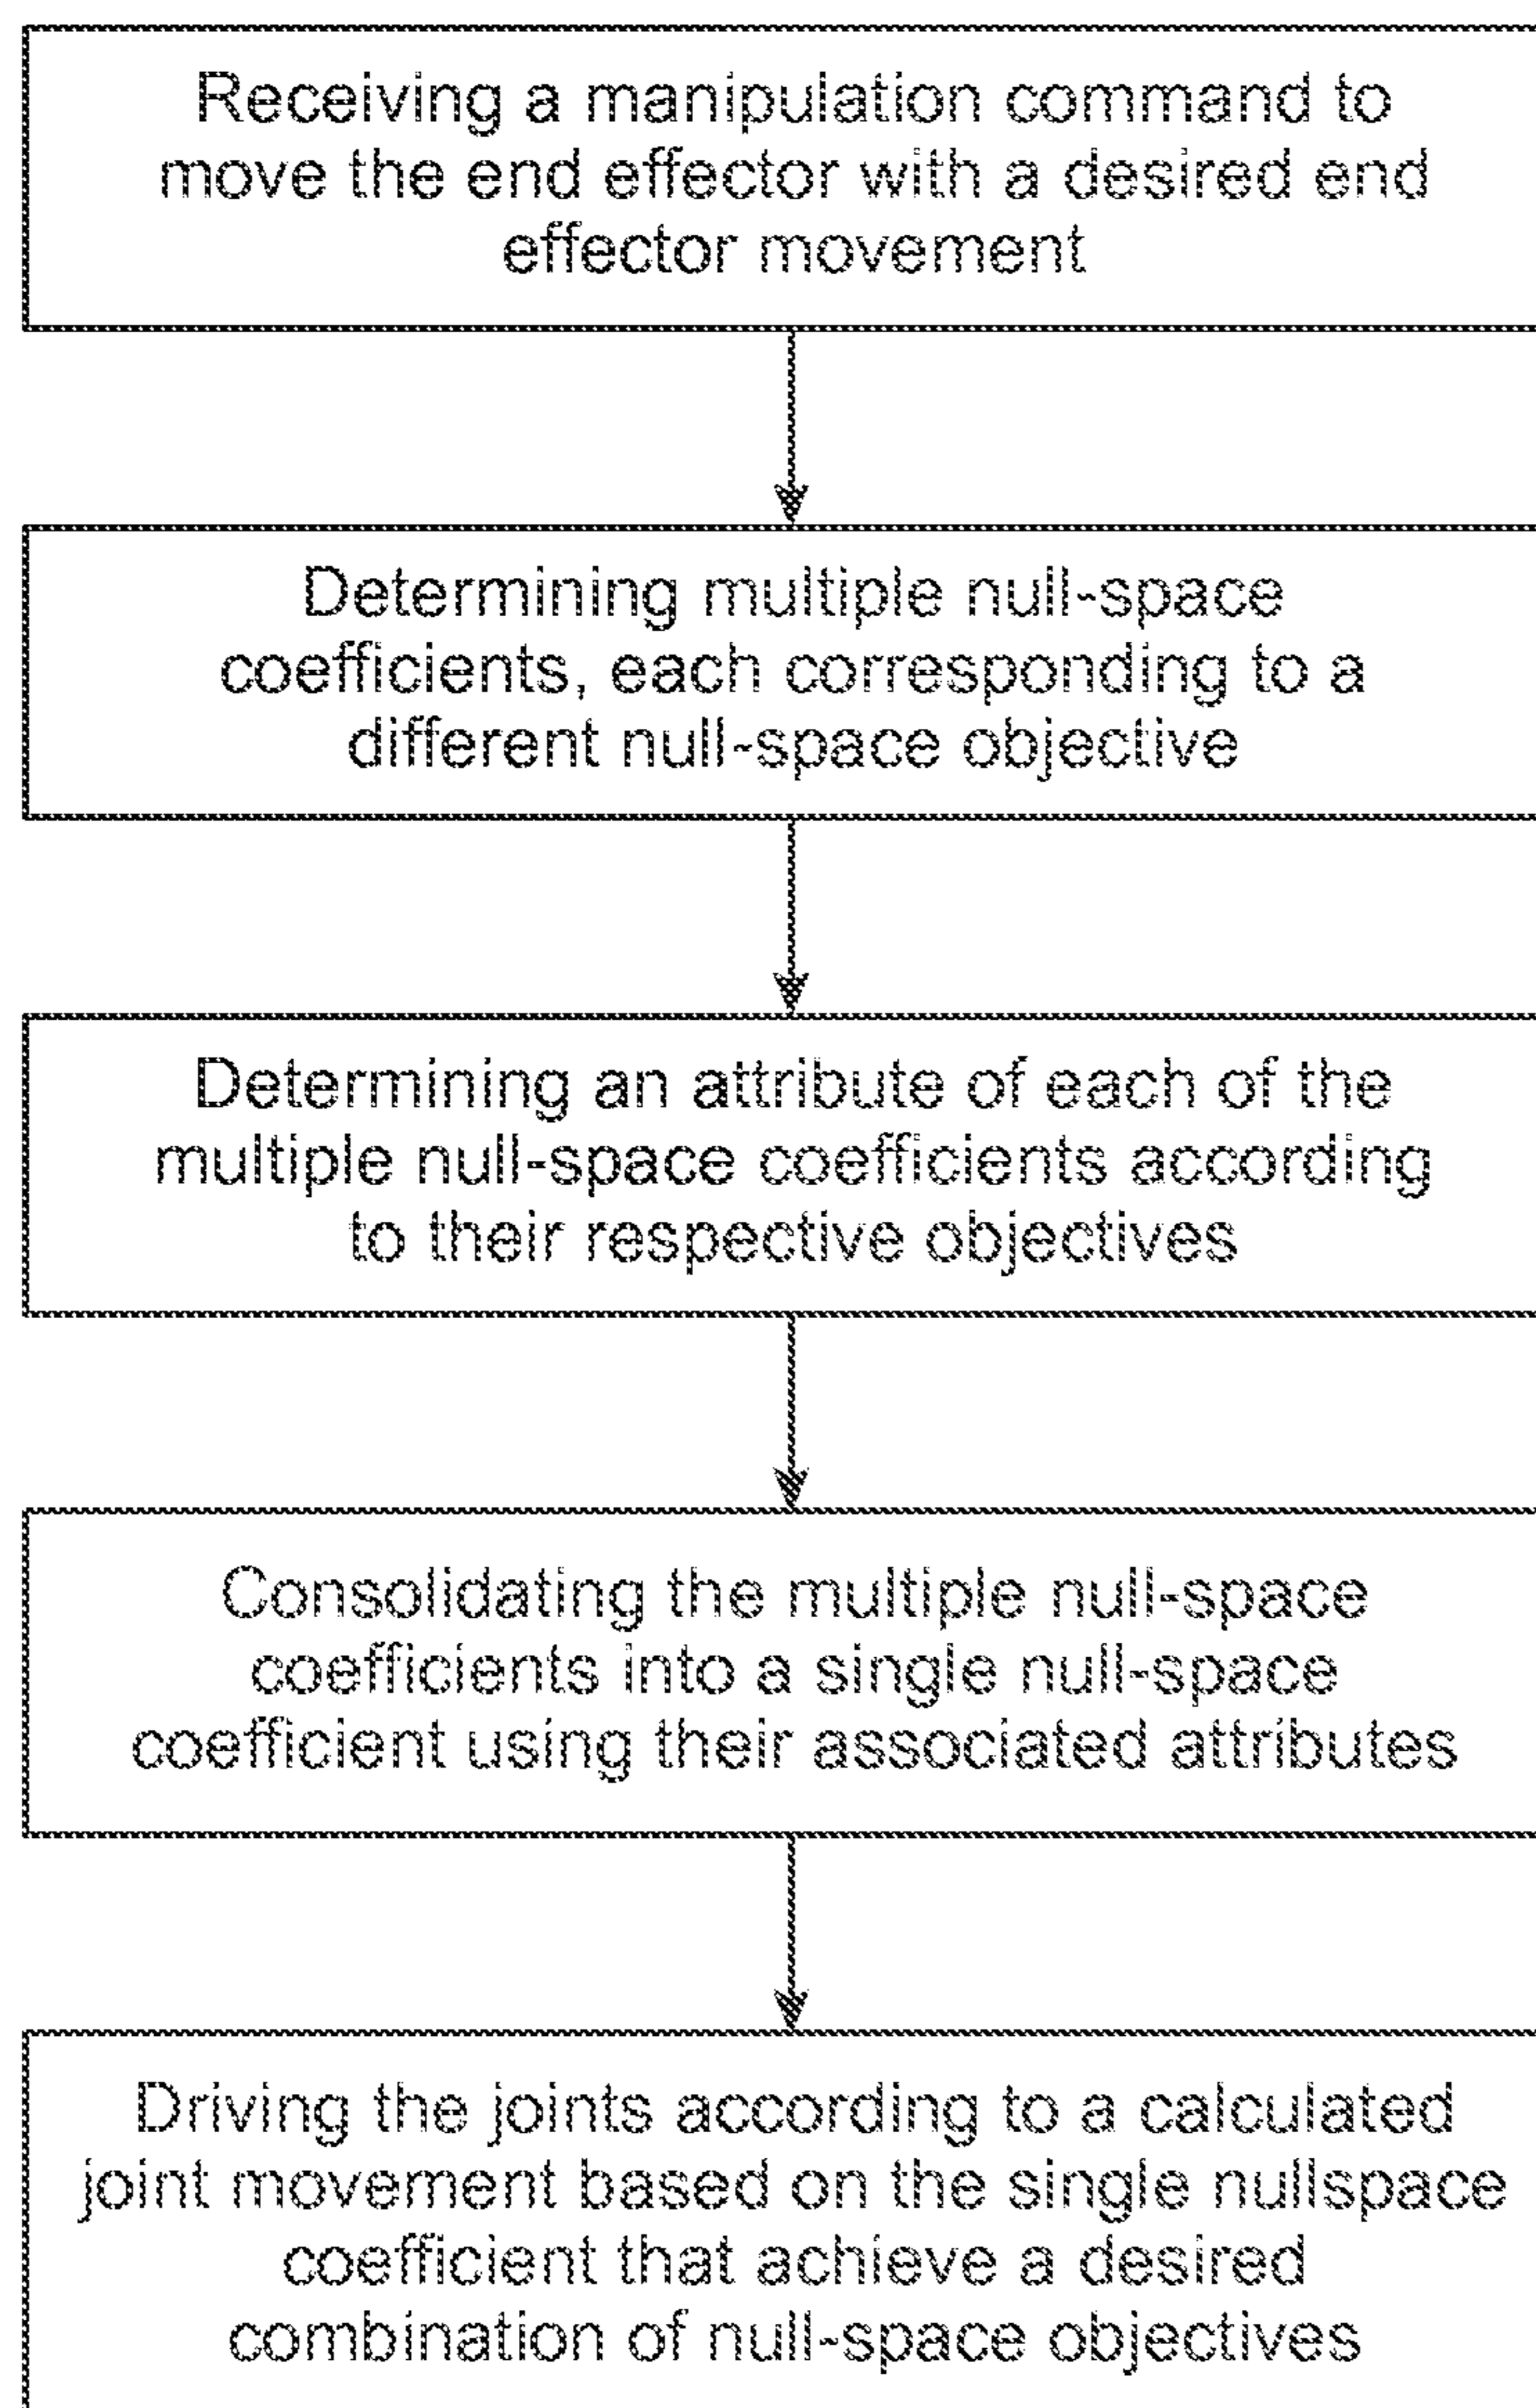 Receiving a manipulation command to
move the end effector with a desired end
effector movement
Determining multiple null-space
coefficients, each corresponding to a
different null-space objective
Determining an attribute of each of the
multiple null-space coefficients according
to their respective objectives
Consolidating the multiple null-space
coefficients into a single null-space
coefficient using their associated attributes
Driving the joints according to a calculated
joint movement based on the single nullspace
coefficient that achieve a desired
combination of null-space objectives